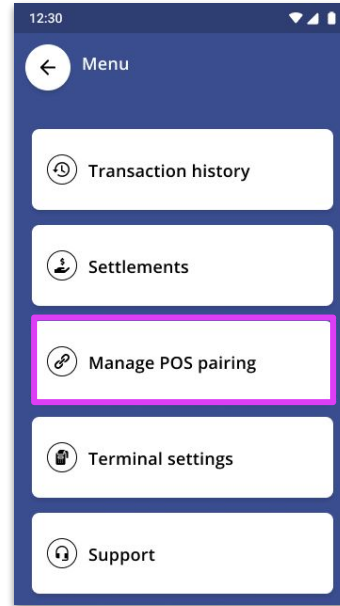 12:30
Menu
Transaction history
Settlements
Manage POS pairing
Terminal settings
Support